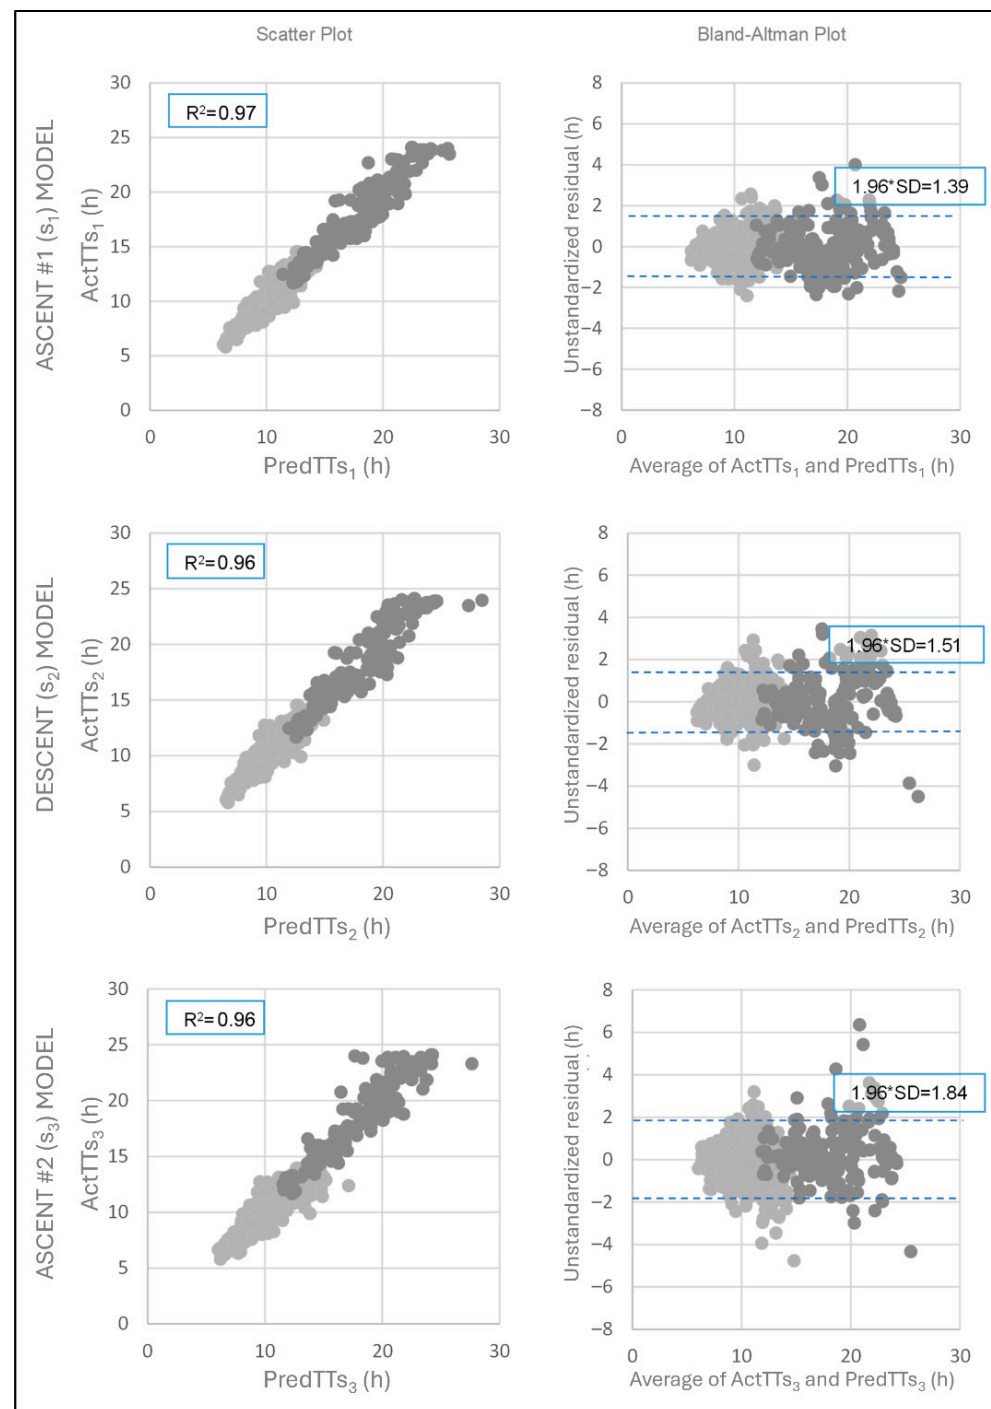 Scatter Plot
Bland-Altman Plot
ASCENT #1 (s₁) MODEL
ActTTs₁ (h)
30
25
20
15
10
5
0
R²=0.97
0 10 20 30
PredTTs₁ (h)
Unstandardized residual (h)
8
6
4
2
0
−2
−4
−6
−8
1.96*SD=1.39
0 10 20 30
Average of ActTTs₁ and PredTTs₁ (h)
DESCENT (s₂) MODEL
ActTTs₂ (h)
30
25
20
15
10
5
0
R²=0.96
0 10 20 30
PredTTs₂ (h)
Unstandardized residual (h)
8
6
4
2
0
−2
−4
−6
−8
1.96*SD=1.51
0 10 20 30
Average of ActTTs₂ and PredTTs₂ (h)
ASCENT #2 (s₃) MODEL
ActTTs₃ (h)
30
25
20
15
10
5
0
R²=0.96
0 10 20 30
PredTTs₃ (h)
Unstandardized residual (h)
8
6
4
2
0
−2
−4
−6
−8
1.96*SD=1.84
0 10 20 30
Average of ActTTs₃ and PredTTs₃ (h)